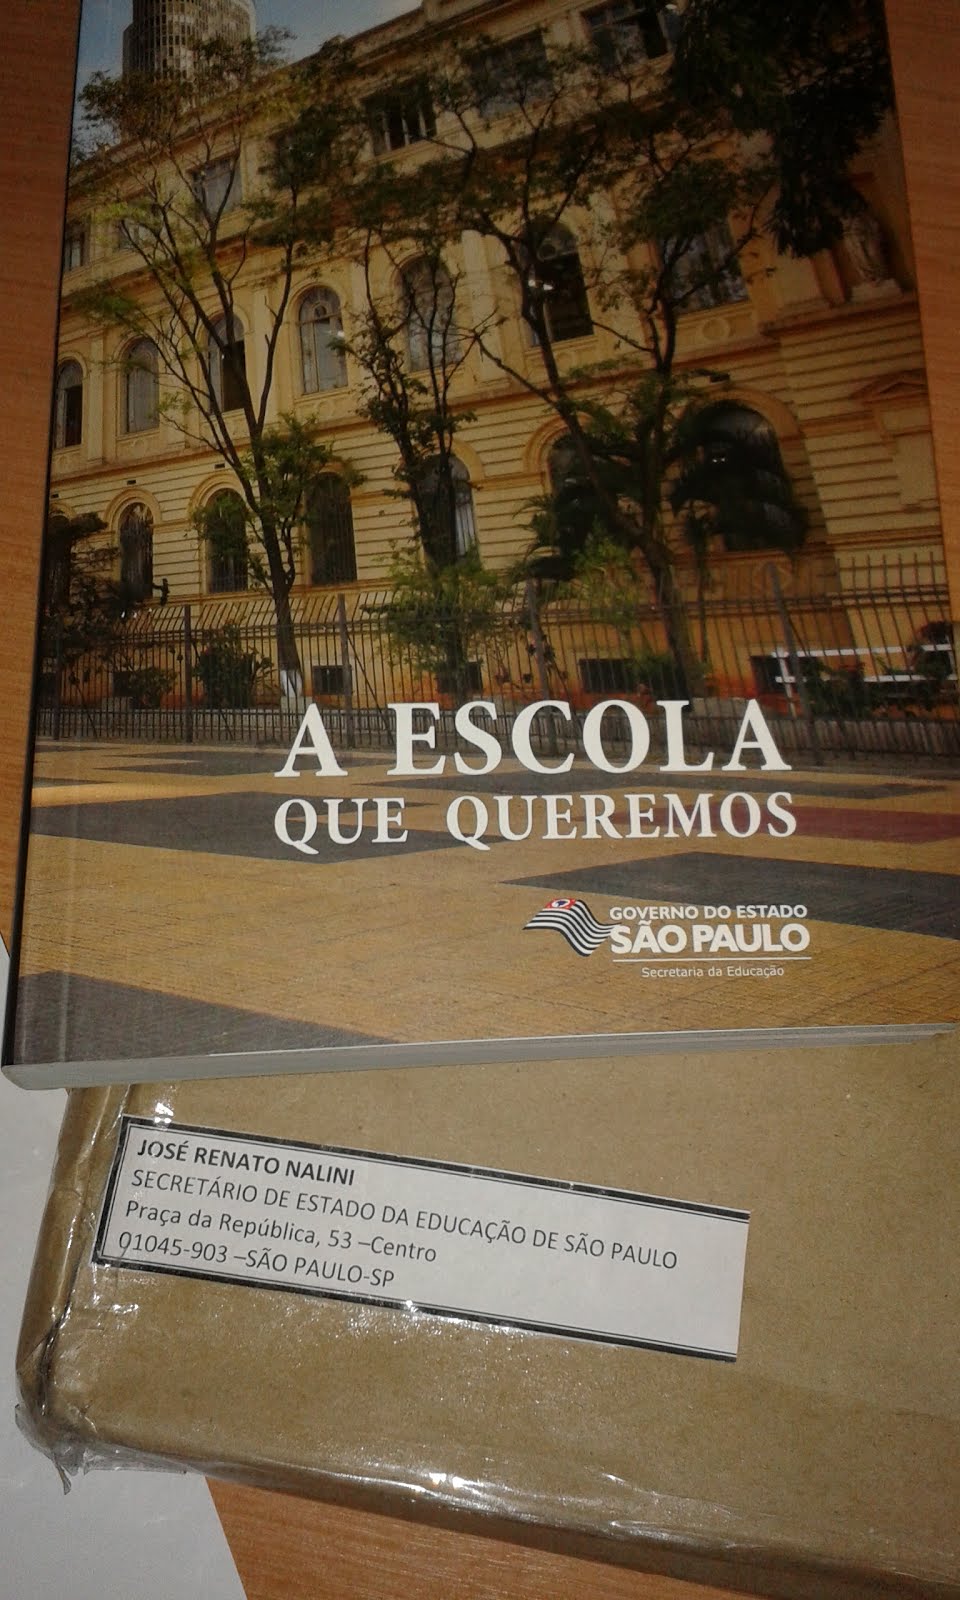 A ESCOLA
QUE QUEREMOS
GOVERNO DO ESTADO
SÃO PAULO
Secretaria da Educação
JOSÉ RENATO NALINI
SECRETÁRIO DE ESTADO DA EDUCAÇÃO DE SÃO PAULO
Praça da República, 53 –Centro
01045-903 –SÃO PAULO-SP